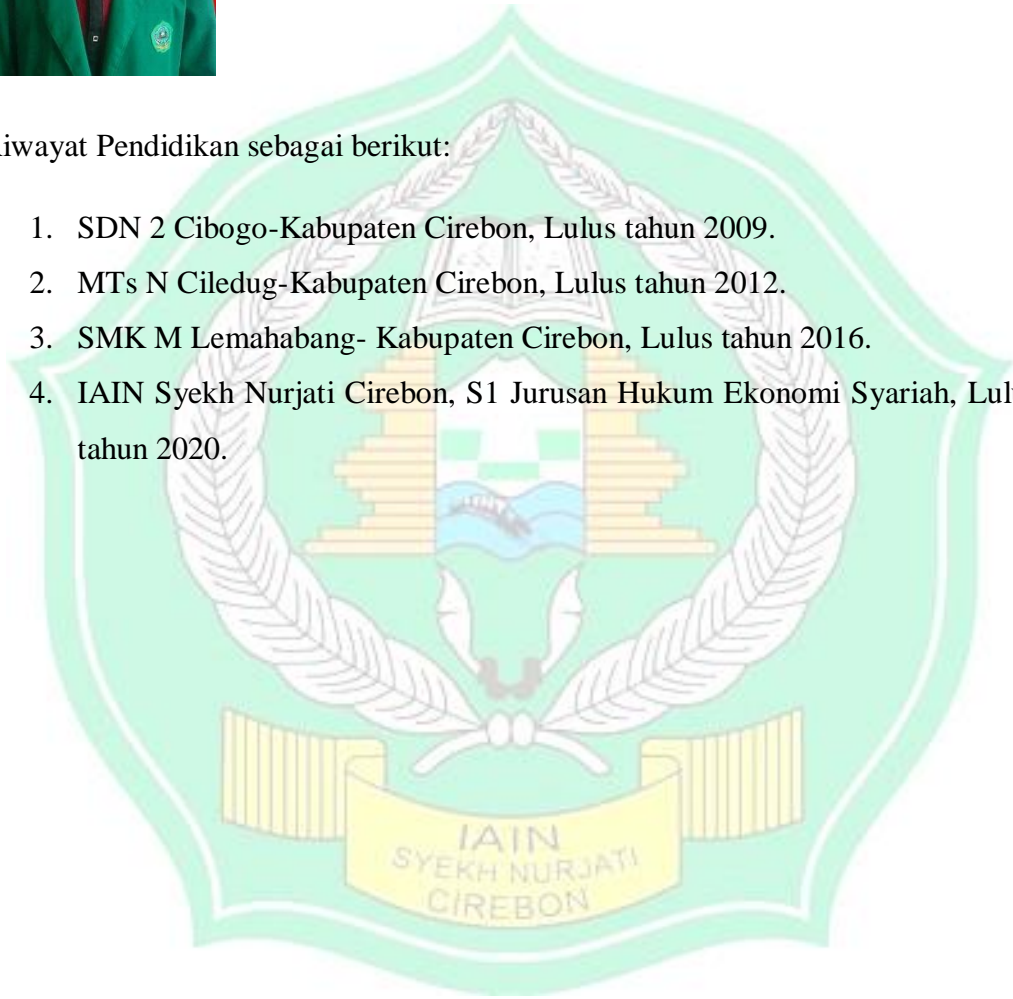 iwayat Pendidikan sebagai berikut:
1. SDN 2 Cibogo-Kabupaten Cirebon, Lulus tahun 2009.
2. MTs N Ciledug-Kabupaten Cirebon, Lulus tahun 2012.
3. SMK M Lemahabang- Kabupaten Cirebon, Lulus tahun 2016.
4. IAIN Syekh Nurjati Cirebon, S1 Jurusan Hukum Ekonomi Syariah, Lulu
tahun 2020.
IAIN
SYEKH NURJATI
CIREBON